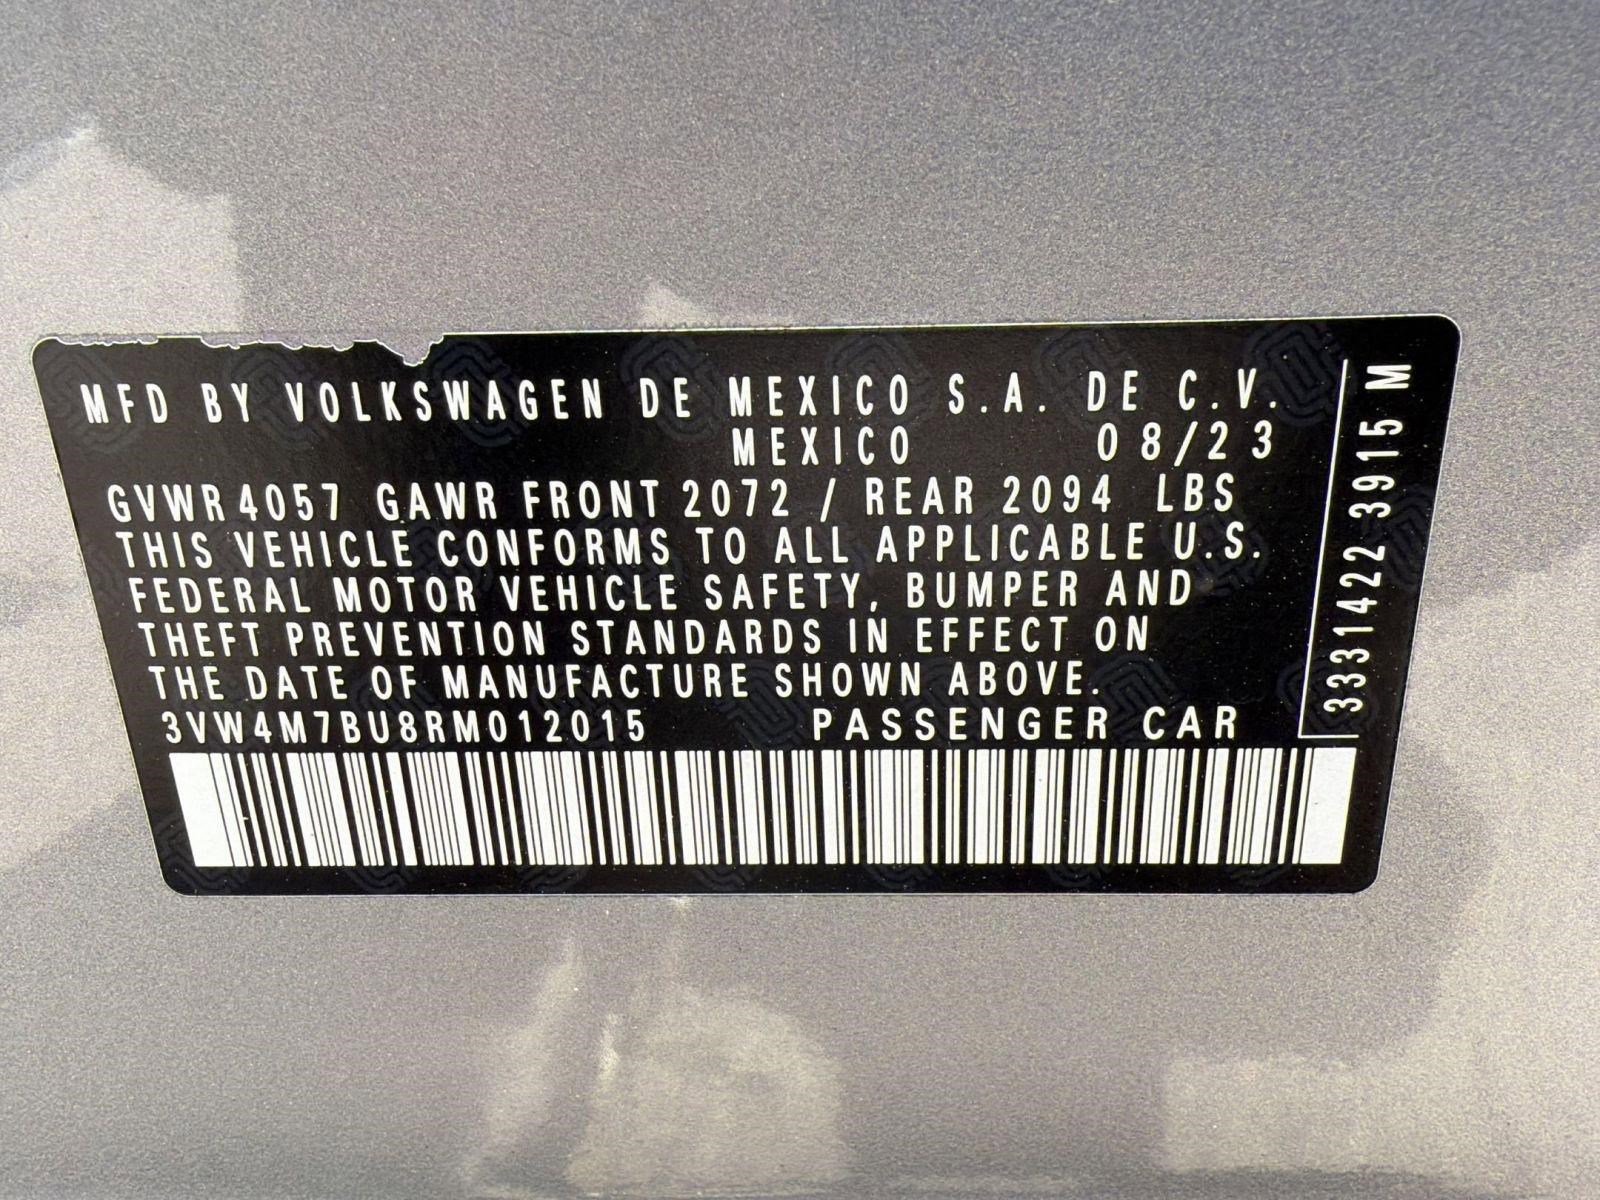 MFD BY VOLKSWAGEN DE MEXICO S.A. DE C.V.
MEXICO 08/23
GVWR 4057 GAWR FRONT 2072 / REAR 2094 LBS
THIS VEHICLE CONFORMS TO ALL APPLICABLE U.S.
FEDERAL MOTOR VEHICLE SAFETY, BUMPER AND
THEFT PREVENTION STANDARDS IN EFFECT ON
THE DATE OF MANUFACTURE SHOWN ABOVE.
3VW4M7BU8RM012015 PASSENGER CAR
3331422 3915 M